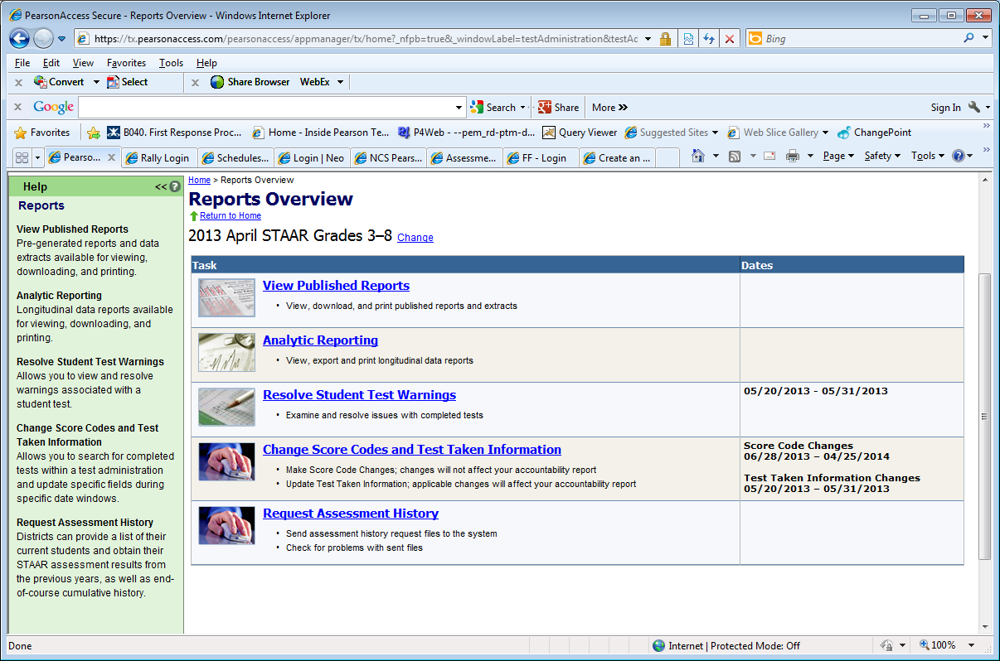 PearsonAccess Secure - Reports Overview - Windows Internet Explorer
https://tx.pearsonaccess.com/pearsonaccess/appmanager/tx/home?_nfpb=true&_windowLabel=testAdministration&testAc
Bing
File Edit View Favorites Tools Help
x Convert Select x Share Browser WebEx
x Google Search Share More >> Sign In
Favorites B040. First Response Proc... Home - Inside Pearson Te... P4Web - --pem_rd-ptm-d... Query Viewer Suggested Sites Web Slice Gallery ChangePoint
Pearso... x Rally Login Schedules... Login | Neo NCS Pears... Assessme... FF - Login Create an ... Page Safety Tools
Help <<?
Reports
View Published Reports
Pre-generated reports and data
extracts available for viewing,
downloading, and printing.
Analytic Reporting
Longitudinal data reports available
for viewing, downloading, and
printing.
Resolve Student Test Warnings
Allows you to view and resolve
warnings associated with a
student test.
Change Score Codes and Test
Taken Information
Allows you to search for completed
tests within a test administration
and update specific fields during
specific date windows.
Request Assessment History
Districts can provide a list of their
current students and obtain their
STAAR assessment results from
the previous years, as well as end-
of-course cumulative history.
Home > Reports Overview
Reports Overview
Return to Home
2013 April STAAR Grades 3–8 Change
Task Dates
View Published Reports
• View, download, and print published reports and extracts
Analytic Reporting
• View, export and print longitudinal data reports
Resolve Student Test Warnings
• Examine and resolve issues with completed tests
05/20/2013 - 05/31/2013
Change Score Codes and Test Taken Information
• Make Score Code Changes; changes will not affect your accountability report
• Update Test Taken Information; applicable changes will affect your accountability report
Score Code Changes
06/28/2013 – 04/25/2014
Test Taken Information Changes
05/20/2013 – 05/31/2013
Request Assessment History
• Send assessment history request files to the system
• Check for problems with sent files
Done Internet | Protected Mode: Off 100%